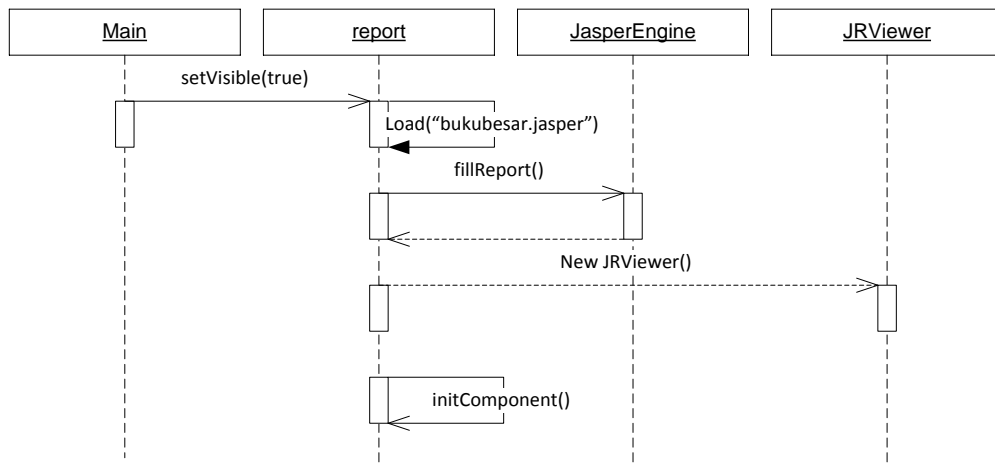 Main
report
JasperEngine
JRViewer
setVisible(true)
Load(“bukubesar.jasper”)
fillReport()
New JRViewer()
initComponent()